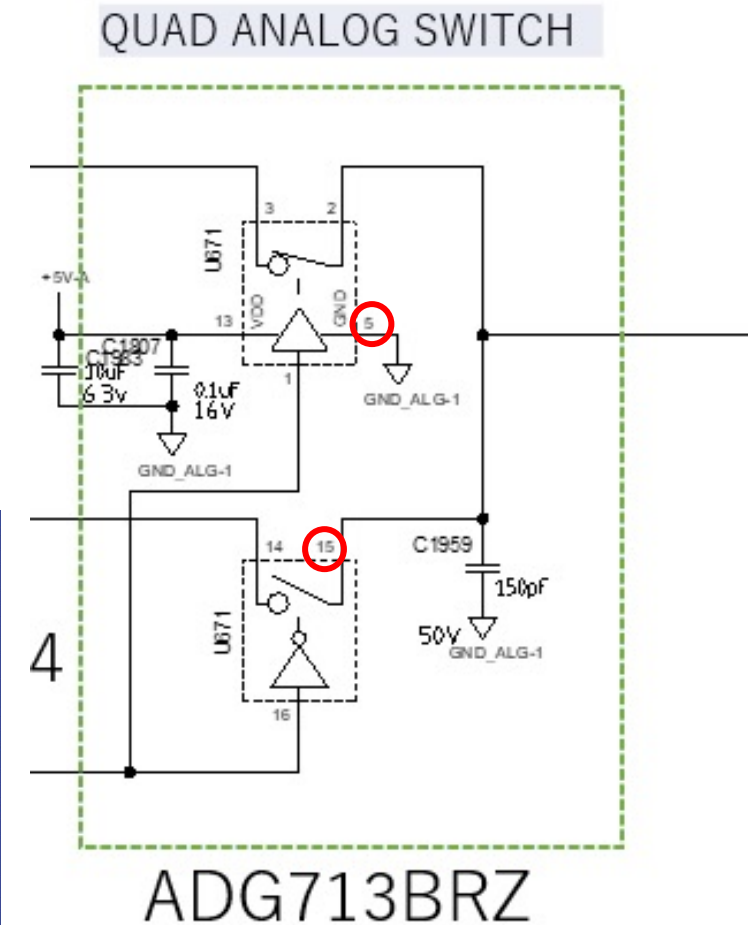 QUAD ANALOG SWITCH
3 2
U671
+5V-A
13 VDD GND 5
C1907
C1983
10uF
6.3v
0.1uF
16V
1
GND_ALG-1
GND_ALG-1
14 15
C1959
150pF
U671
50V
GND_ALG-1
4
16
ADG713BRZ